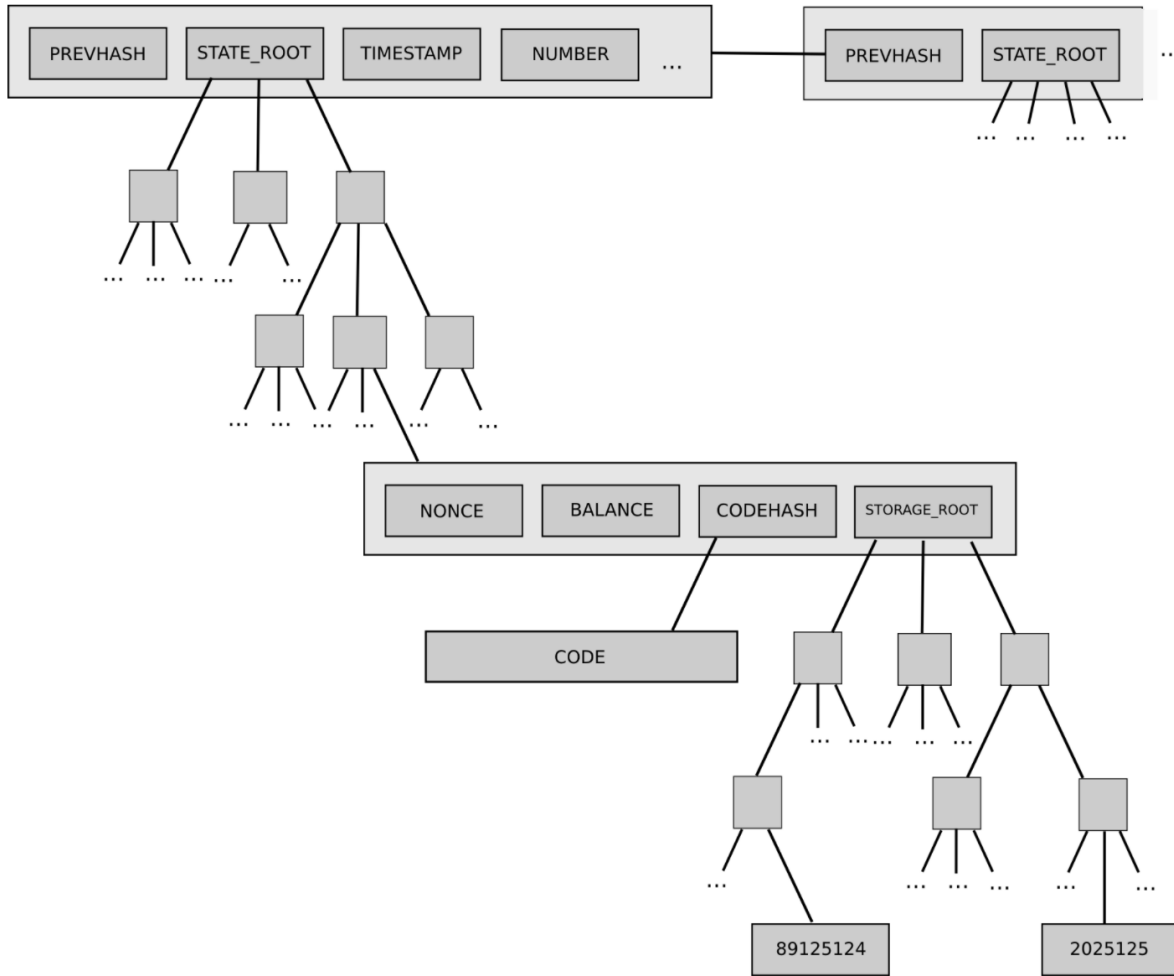 PREVHASH STATE_ROOT TIMESTAMP NUMBER ... PREVHASH STATE_ROOT ...
... ... ... ...
... ... ... ... ...
... ... ... ... ... ...
NONCE BALANCE CODEHASH STORAGE_ROOT
CODE
... ... ... ... ...
... ... ... ... ... ...
89125124 2025125